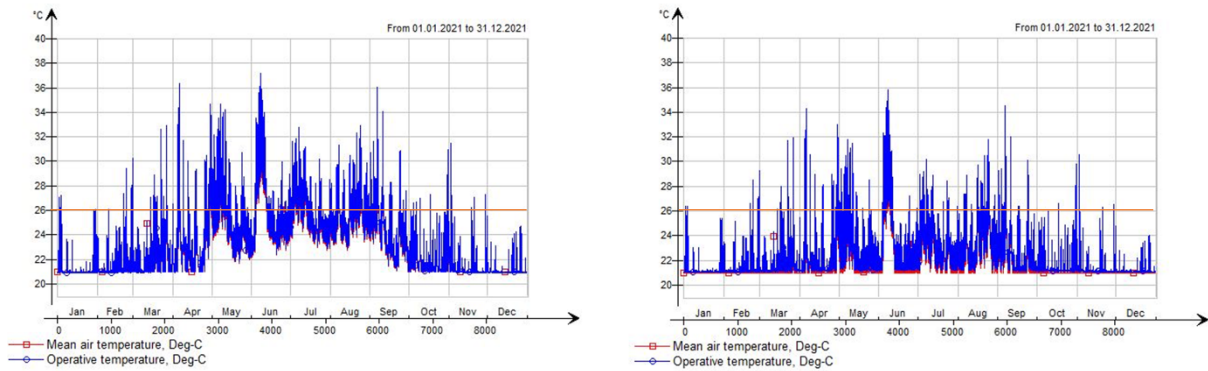 °C
From 01.01.2021 to 31.12.2021
40
38
36
34
32
30
28
26
24
22
20
Jan Feb Mar Apr May Jun Jul Aug Sep Oct Nov Dec
0 1000 2000 3000 4000 5000 6000 7000 8000
Mean air temperature, Deg-C
Operative temperature, Deg-C
°C
From 01.01.2021 to 31.12.2021
40
38
36
34
32
30
28
26
24
22
20
Jan Feb Mar Apr May Jun Jul Aug Sep Oct Nov Dec
0 1000 2000 3000 4000 5000 6000 7000 8000
Mean air temperature, Deg-C
Operative temperature, Deg-C